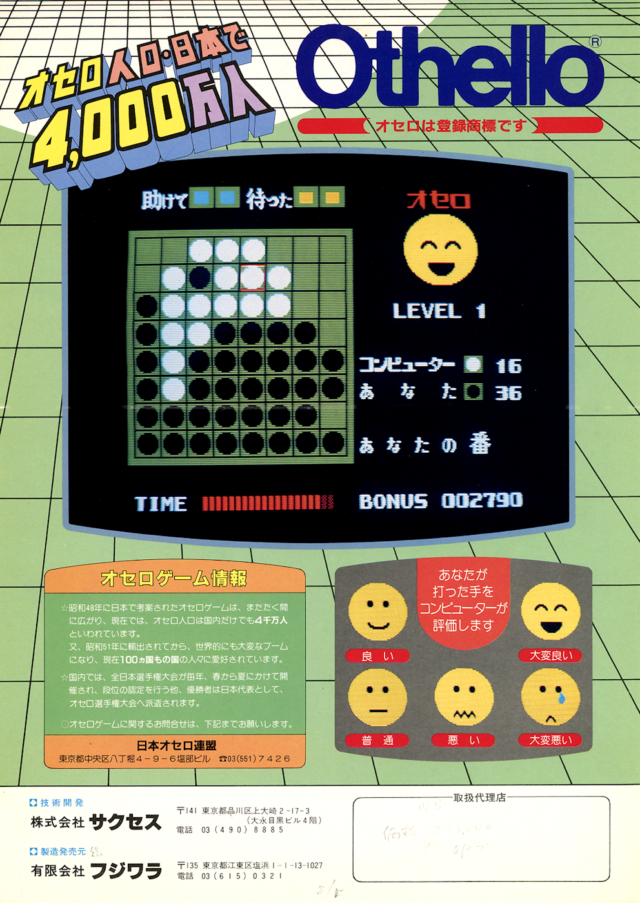 オセロ人口・日本で
4,000万人
Othello®
オセロは登録商標です
助けて 待った
オセロ
LEVEL 1
コンピューター 16
あなた 36
あなたの番
TIME
BONUS 002790
オセロゲーム情報
☆昭和48年に日本で考案されたオセロゲームは、またたく間
に広がり、現在では、オセロ人口は国内だけでも4千万人
といわれています。
又、昭和51年に輸出されてから、世界的にも大変なブーム
になり、現在100ヵ国もの国の人々に愛好されています。
☆国内では、全日本選手権大会が毎年、春から夏にかけて開
催され、段位の認定を行う他、優勝者は日本代表として、
オセロ選手権大会へ派遣されます。
○オセロゲームに関するお問合せは、下記までお願いします。
日本オセロ連盟
東京都中央区八丁堀4-9-6塩部ビル ☎03(551)7426
あなたが
打った手を
コンピューターが
評価します
良い
大変良い
普通
悪い
大変悪い
技術開発
株式会社 サクセス
〒141 東京都品川区上大崎2-17-3
(大永目黒ビル4階)
電話 03(490)8885
製造発売元
有限会社 フジワラ
〒135 東京都江東区塩浜1-1-13-1027
電話 03(615)0321
取扱代理店